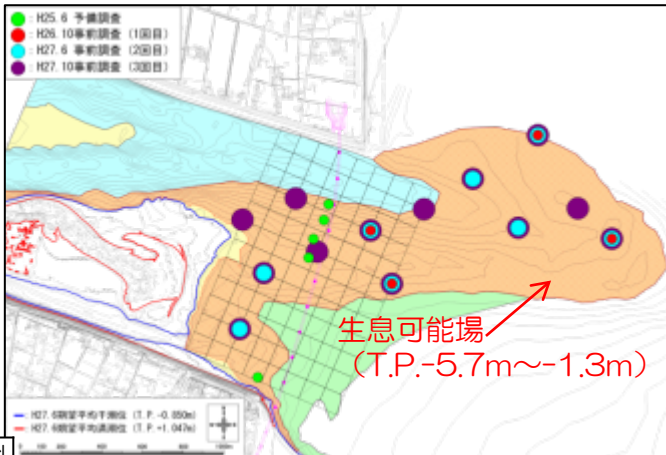 : H25.6 予備調査
: H26.10事前調査（1回目）
: H27.6 事前調査（2回目）
: H27.10事前調査（3回目）
生息可能場
（T.P.-5.7m～-1.3m）
H27.6朔望平均干潮位（T.P.-0.850m）
H27.6朔望平均満潮位（T.P.+1.047m）